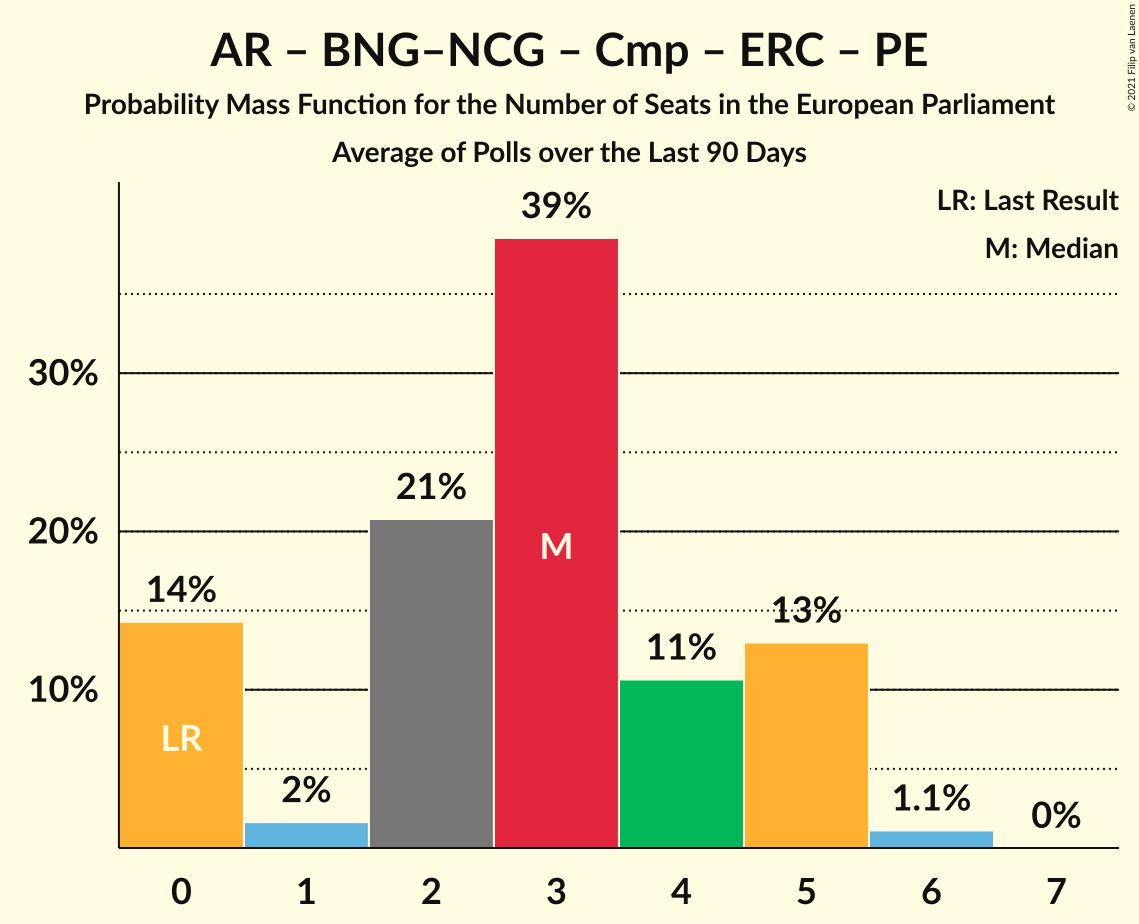 AR – BNG–NCG – Cmp – ERC – PE
Probability Mass Function for the Number of Seats in the European Parliament
Average of Polls over the Last 90 Days
© 2021 Filip van Laenen
LR: Last Result
M: Median
39%
30%
21%
20%
M
14%
13%
11%
10%
LR
2%
1.1%
0%
0 1 2 3 4 5 6 7